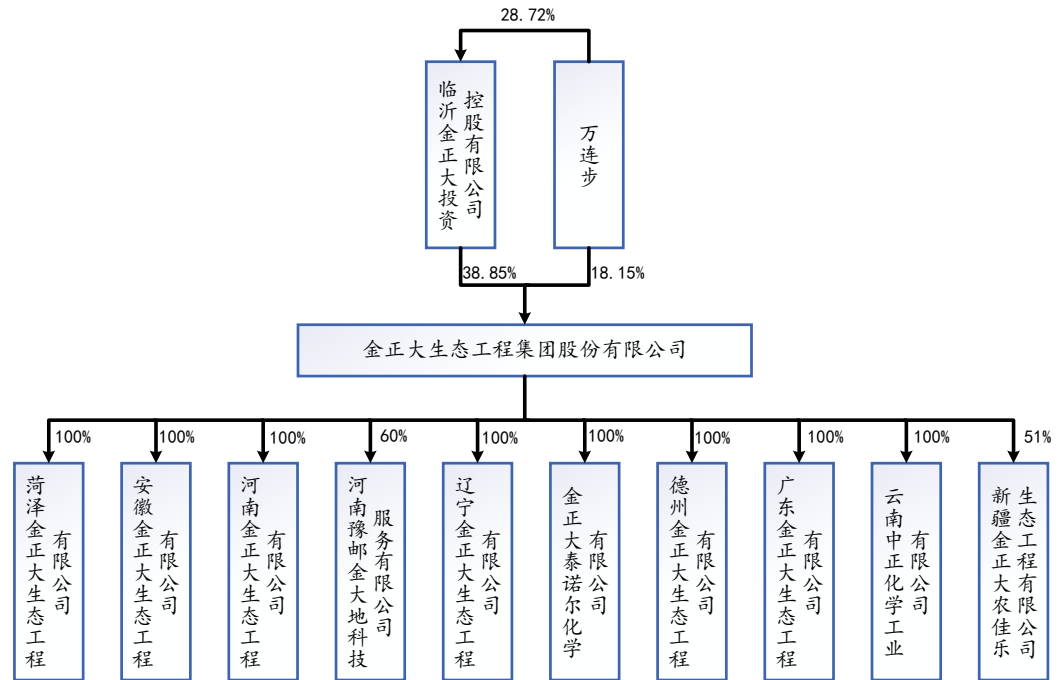 28.72%
临沂金正大投资
控股有限公司
万连步
38.85%
18.15%
金正大生态工程集团股份有限公司
100%
100%
100%
60%
100%
100%
100%
100%
100%
51%
菏泽金正大生态工程
有限公司
安徽金正大生态工程
有限公司
河南金正大生态工程
有限公司
河南豫邮金大地科技
服务有限公司
辽宁金正大生态工程
有限公司
金正大泰诺尔化学
有限公司
德州金正大生态工程
有限公司
广东金正大生态工程
有限公司
云南中正化学工业
有限公司
新疆金正大农佳乐
生态工程有限公司